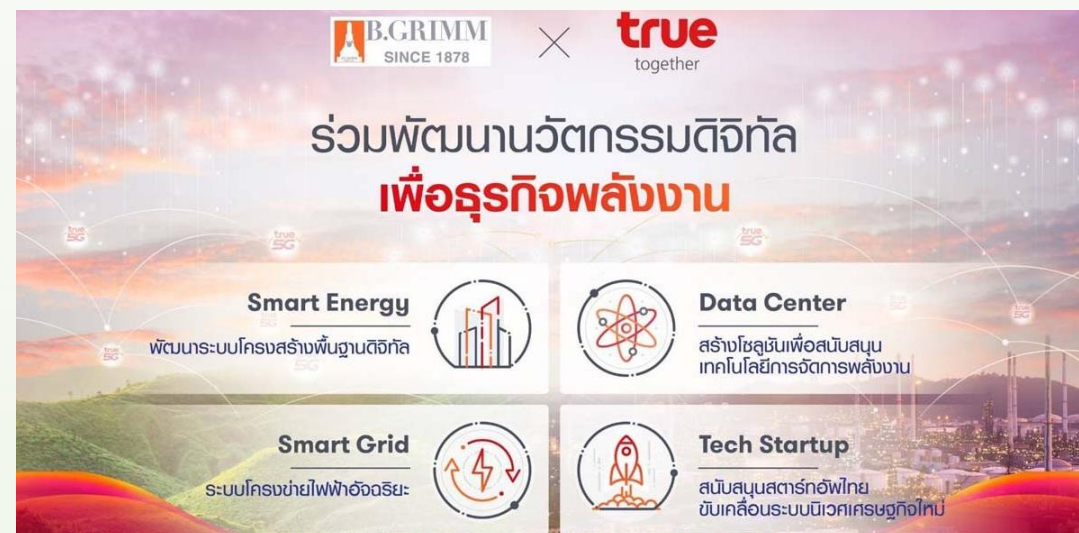 B.GRIMM
SINCE 1878
true
together
ร่วมพัฒนานวัตกรรมดิจิทัล
เพื่อธุรกิจพลังงาน
true 5G
true 5G
true 5G
Smart Energy
พัฒนาระบบโครงสร้างพื้นฐานดิจิทัล
Data Center
สร้างโซลูชันเพื่อสนับสนุน
เทคโนโลยีการจัดการพลังงาน
true 5G
Smart Grid
ระบบโครงข่ายไฟฟ้าอัจฉริยะ
Tech Startup
สนับสนุนสตาร์ทอัพไทย
ขับเคลื่อนระบบนิเวศเศรษฐกิจใหม่